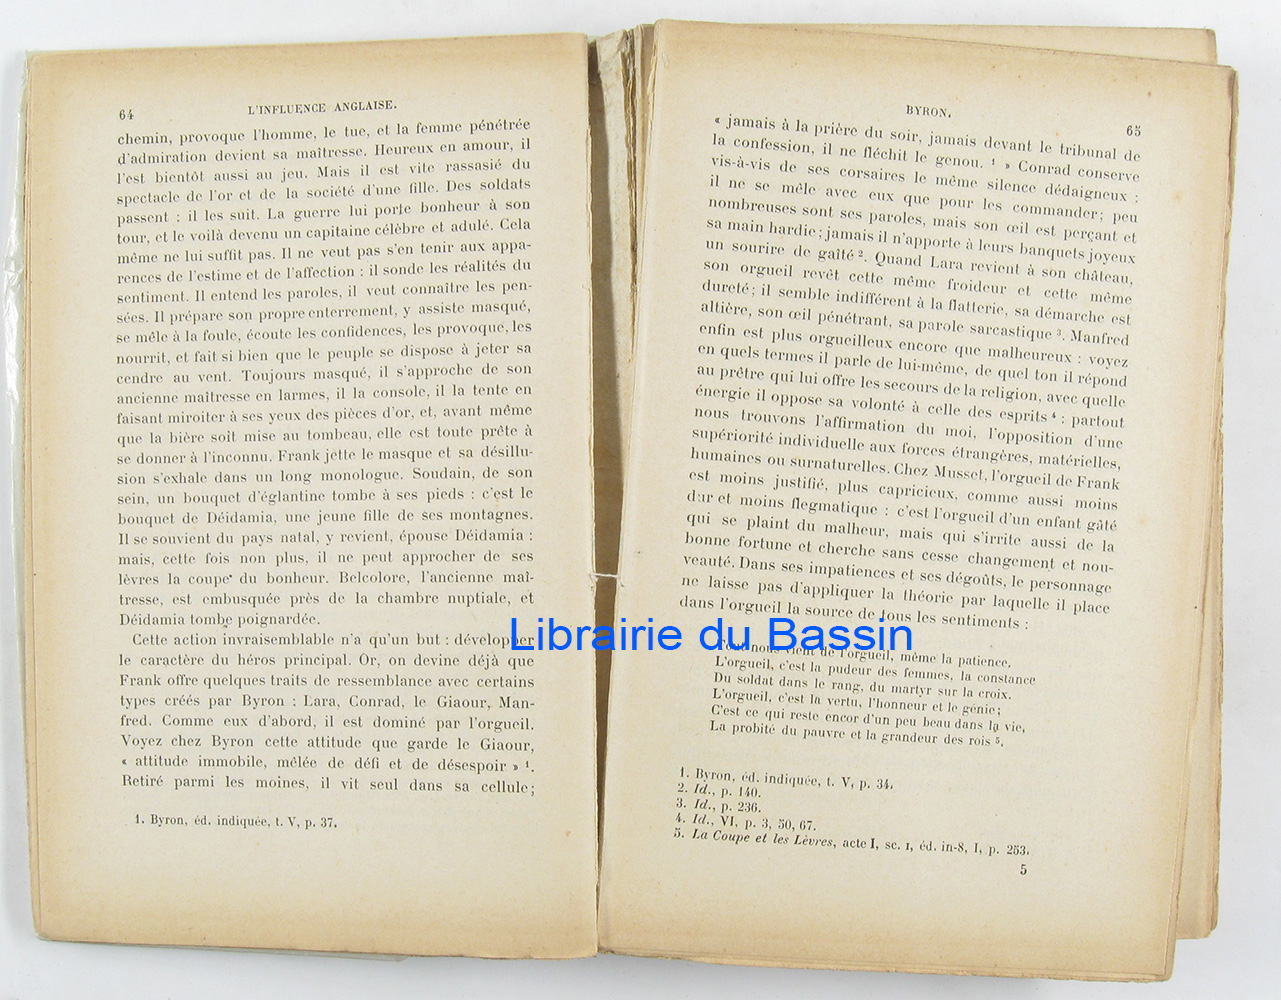 64
L'INFLUENCE ANGLAISE.
chemin, provoque l'homme, le tue, et la femme pénétrée
d'admiration devient sa maîtresse. Heureux en amour, il
l'est bientôt aussi au jeu. Mais il est vite rassasié du
spectacle de l'or et de la société d'une fille. Des soldats
passent : il les suit. La guerre lui porte bonheur à son
tour, et le voilà devenu un capitaine célèbre et adulé. Cela
même ne lui suffit pas. Il ne veut pas s'en tenir aux appa-
rences de l'estime et de l'affection : il sonde les réalités du
sentiment. Il entend les paroles, il veut connaître les pen-
sées. Il prépare son propre enterrement, y assiste masqué,
se mêle à la foule, écoute les confidences, les provoque, les
nourrit, et fait si bien que le peuple se dispose à jeter sa
cendre au vent. Toujours masqué, il s'approche de son
ancienne maîtresse en larmes, il la console, il la tente en
faisant miroiter à ses yeux des pièces d'or, et, avant même
que la bière soit mise au tombeau, elle est toute prête à
se donner à l'inconnu. Frank jette le masque et sa désillu-
sion s'exhale dans un long monologue. Soudain, de son
sein, un bouquet d'églantine tombe à ses pieds : c'est le
bouquet de Déidamia, une jeune fille de ses montagnes.
Il se souvient du pays natal, y revient, épouse Déidamia :
mais, cette fois non plus, il ne peut approcher de ses
lèvres la coupe du bonheur. Belcolore, l'ancienne maî-
tresse, est embusquée près de la chambre nuptiale, et
Déidamia tombe poignardée.
Cette action invraisemblable n'a qu'un but : développer
le caractère du héros principal. Or, on devine déjà que
Frank offre quelques traits de ressemblance avec certains
types créés par Byron : Lara, Conrad, le Giaour, Man-
fred. Comme eux d'abord, il est dominé par l'orgueil.
Voyez chez Byron cette attitude que garde le Giaour,
« attitude immobile, mêlée de défi et de désespoir » 1.
Retiré parmi les moines, il vit seul dans sa cellule;
1. Byron, éd. indiquée, t. V, p. 37.
BYRON.
65
« jamais à la prière du soir, jamais devant le tribunal de
la confession, il ne fléchit le genou. 1 » Conrad conserve
vis-à-vis de ses corsaires le même silence dédaigneux :
il ne se mêle avec eux que pour les commander; peu
nombreuses sont ses paroles, mais son œil est perçant et
sa main hardie; jamais il n'apporte à leurs banquets joyeux
un sourire de gaîté 2. Quand Lara revient à son château,
son orgueil revêt cette même froideur et cette même
dureté; il semble indifférent à la flatterie, sa démarche est
altière, son œil pénétrant, sa parole sarcastique 3. Manfred
enfin est plus orgueilleux encore que malheureux : voyez
en quels termes il parle de lui-même, de quel ton il répond
au prêtre qui lui offre les secours de la religion, avec quelle
énergie il oppose sa volonté à celle des esprits 4 : partout
nous trouvons l'affirmation du moi, l'opposition d'une
supériorité individuelle aux forces étrangères, matérielles,
humaines ou surnaturelles. Chez Musset, l'orgueil de Frank
est moins justifié, plus capricieux, comme aussi moins
dur et moins flegmatique : c'est l'orgueil d'un enfant gâté
qui se plaint du malheur, mais qui s'irrite aussi de la
bonne fortune et cherche sans cesse changement et nou-
veauté. Dans ses impatiences et ses dégoûts, le personnage
ne laisse pas d'appliquer la théorie par laquelle il place
dans l'orgueil la source de tous les sentiments :
Tout nous vient de l'orgueil, même la patience.
L'orgueil, c'est la pudeur des femmes, la constance
Du soldat dans le rang, du martyr sur la croix.
L'orgueil, c'est la vertu, l'honneur et le génie;
C'est ce qui reste encor d'un peu beau dans la vie,
La probité du pauvre et la grandeur des rois 5.
1. Byron, éd. indiquée, t. V, p. 34.
2. Id., p. 140.
3. Id., p. 236.
4. Id., VI, p. 3, 50, 67.
5. La Coupe et les Lèvres, acte I, sc. I, éd. in-8, I, p. 253.
5
Librairie du Bassin